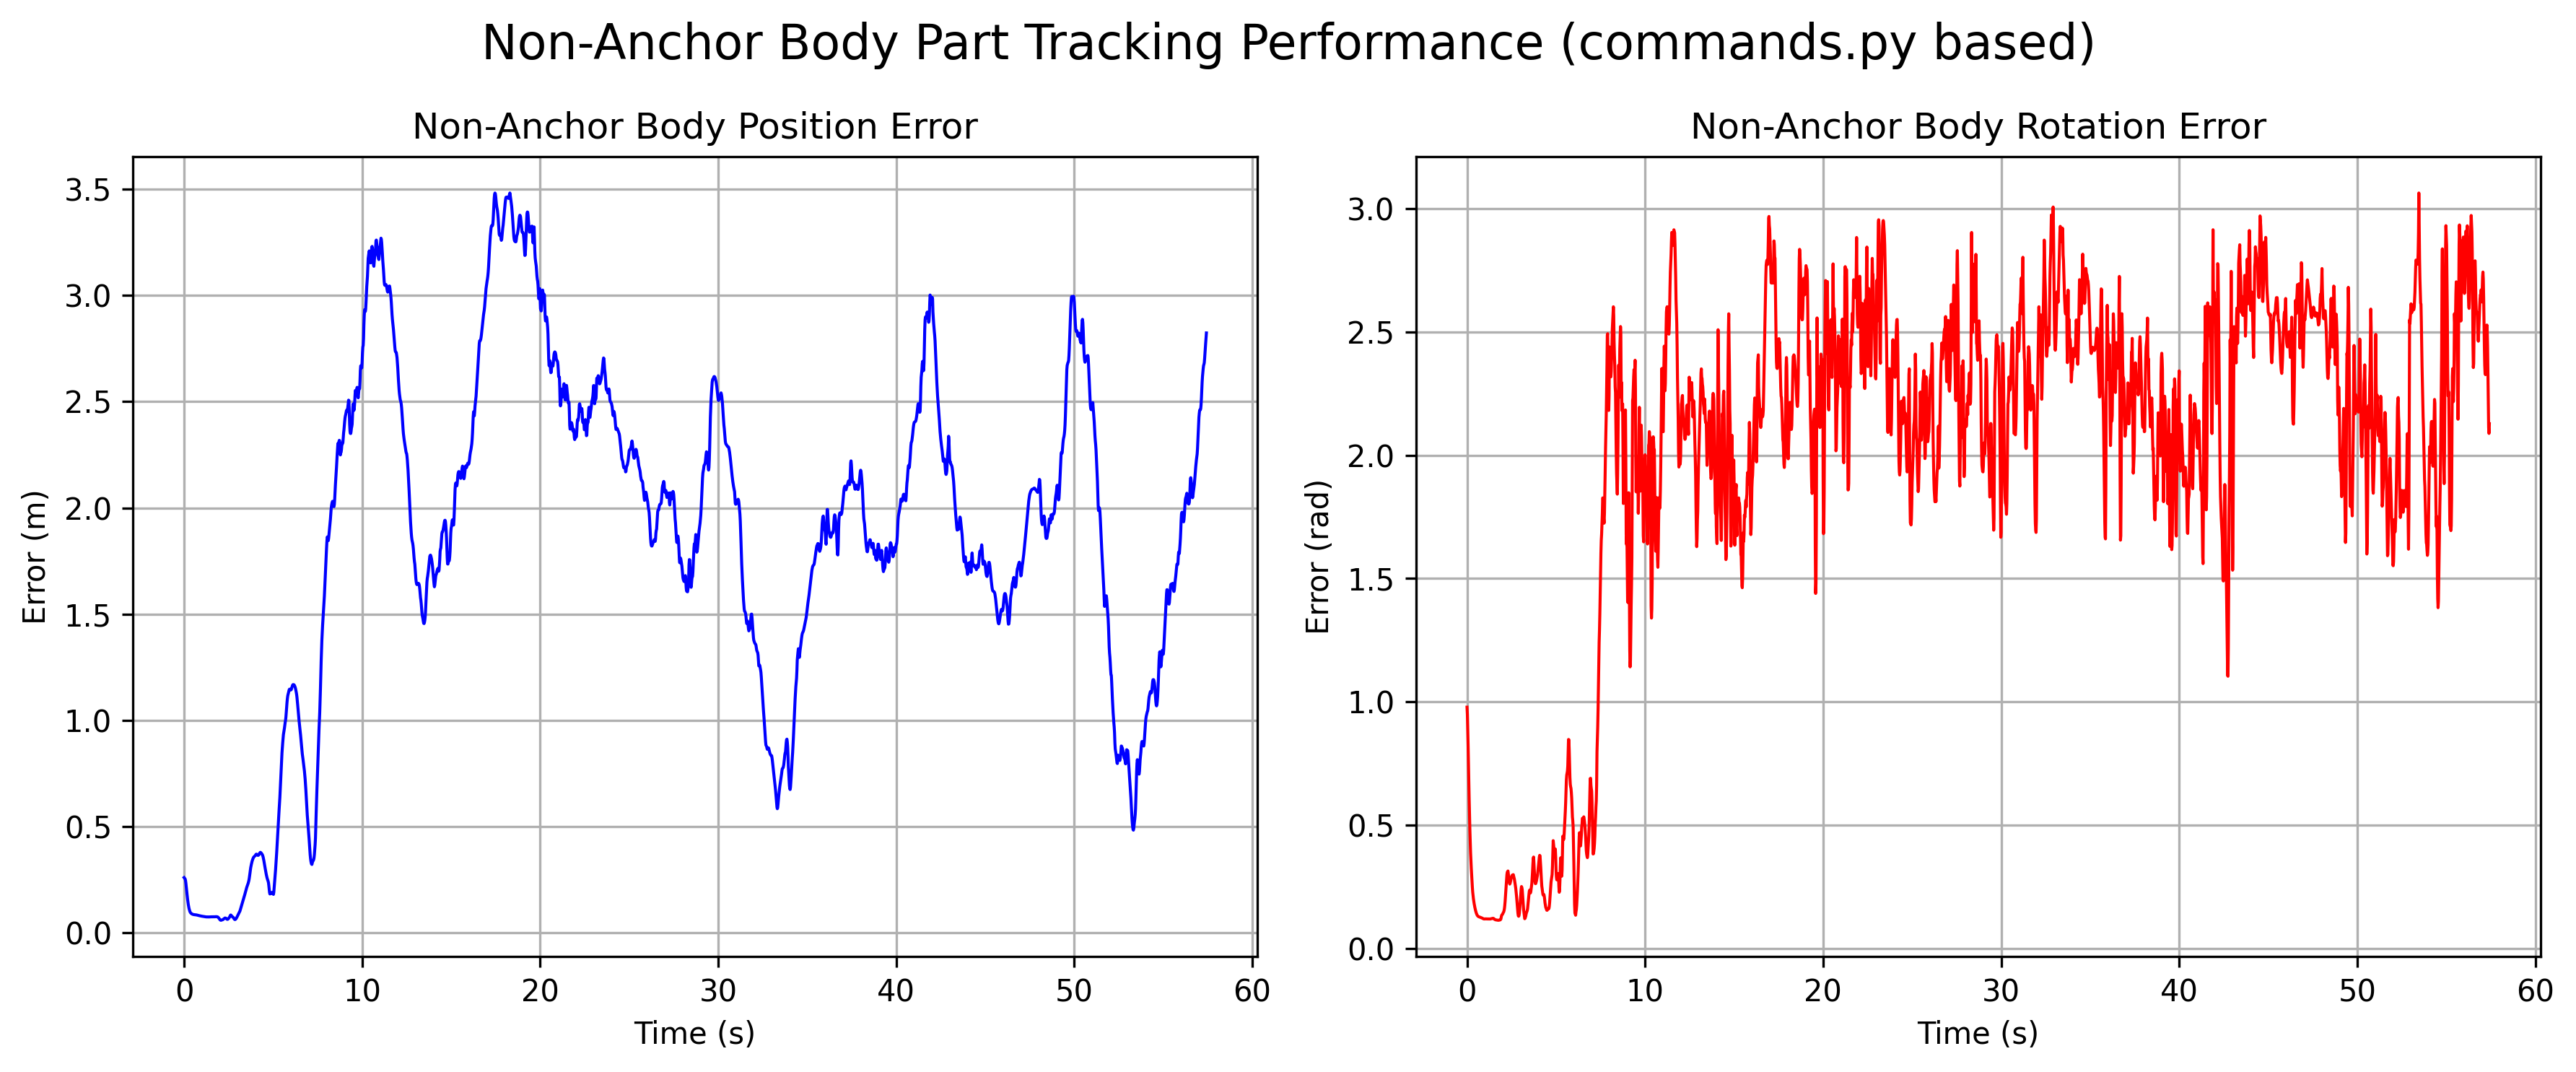 Non-Anchor Body Part Tracking Performance (commands.py based)
Non-Anchor Body Position Error
3.5
3.0
2.5
2.0
1.5
1.0
0.5
0.0
Error (m)
0 10 20 30 40 50 60
Time (s)
Non-Anchor Body Rotation Error
3.0
2.5
2.0
1.5
1.0
0.5
0.0
Error (rad)
0 10 20 30 40 50 60
Time (s)